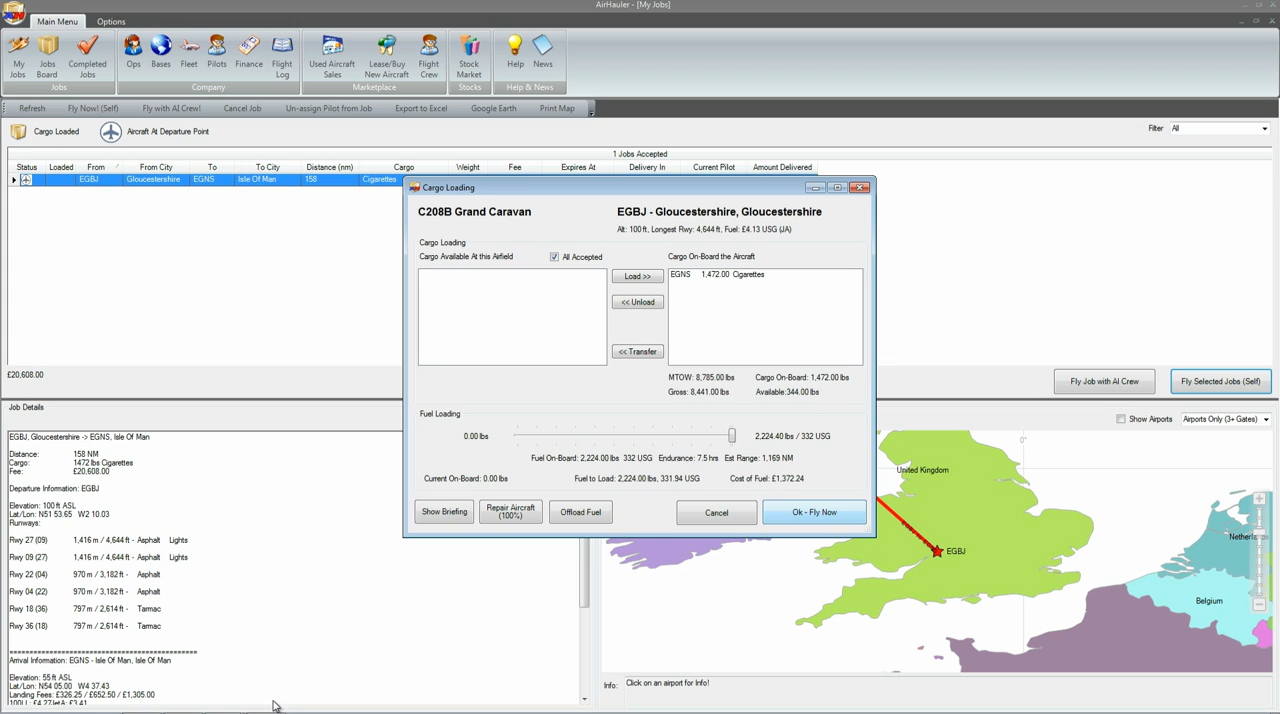 AirHauler - [My Jobs]
Main Menu Options
My Jobs
Jobs Board
Completed Jobs
Ops
Bases
Fleet
Pilots
Finance
Flight Log
Used Aircraft Sales
Lease/Buy New Aircraft
Flight Crew
Stock Market
Help
News
Jobs Company Marketplace Stocks Help & News
Refresh Fly Now! (Self) Fly with AI Crew! Cancel Job Un-assign Pilot from Job Export to Excel Google Earth Print Map
Cargo Loaded Aircraft At Departure Point Filter All
1 Jobs Accepted
Status Loaded From From City To To City Distance (nm) Cargo Weight Fee Expires At Delivery In Current Pilot Amount Delivered
EGBJ Gloucestershire EGNS Isle Of Man 158 Cigarettes
Cargo Loading
C208B Grand Caravan EGBJ - Gloucestershire, Gloucestershire
Alt: 100 ft, Longest Rwy: 4,644 ft, Fuel: £4.13 USG (JA)
Cargo Loading
Cargo Available At this Airfield All Accepted Cargo On-Board the Aircraft
Load >> EGNS 1,472.00 Cigarettes
<< Unload
<< Transfer
MTOW: 8,785.00 lbs Cargo On-Board: 1,472.00 lbs
Gross: 8,441.00 lbs Available:344.00 lbs
Fuel Loading
0.00 lbs 2,224.40 lbs / 332 USG
Fuel On-Board: 2,224.00 lbs 332 USG Endurance: 7.5 hrs Est Range: 1,169 NM
Current On-Board: 0.00 lbs Fuel to Load: 2,224.00 lbs, 331.94 USG Cost of Fuel: £1,372.24
Show Briefing Repair Aircraft (100%) Offload Fuel Cancel Ok - Fly Now
£20,608.00 Fly Job with AI Crew Fly Selected Jobs (Self)
Job Details Show Airports Airports Only (3+ Gates)
EGBJ, Gloucestershire -> EGNS, Isle Of Man
Distance: 158 NM
Cargo: 1472 lbs Cigarettes
Fee: £20,608.00
Departure Information: EGBJ
Elevation: 100 ft ASL
Lat/Lon: N51 53.65 W2 10.03
Runways:
Rwy 27 (09) 1,416 m / 4,644 ft - Asphalt Lights
Rwy 09 (27) 1,416 m / 4,644 ft - Asphalt Lights
Rwy 22 (04) 970 m / 3,182 ft - Asphalt
Rwy 04 (22) 970 m / 3,182 ft - Asphalt
Rwy 18 (36) 797 m / 2,614 ft - Tarmac
Rwy 36 (18) 797 m / 2,614 ft - Tarmac
==========================================
Arrival Information: EGNS - Isle Of Man, Isle Of Man
Elevation: 55 ft ASL
Lat/Lon: N54 05.00 W4 37.43
Landing Fees: £326.25 / £652.50 / £1,305.00
100LL: £4.27 JetA: £3.41
0°
United Kingdom
EGBJ
Belgium
Info: Click on an airport for Info!